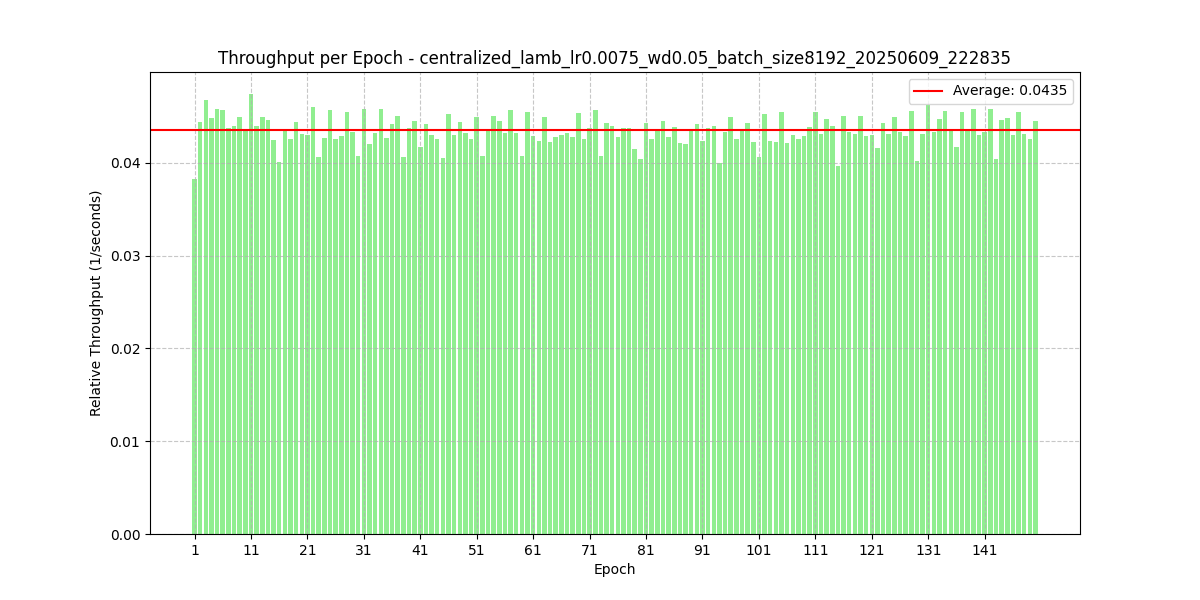 Throughput per Epoch - centralized_lamb_lr0.0075_wd0.05_batch_size8192_20250609_222835
Average: 0.0435
Relative Throughput (1/seconds)
0.04
0.03
0.02
0.01
0.00
1 11 21 31 41 51 61 71 81 91 101 111 121 131 141
Epoch